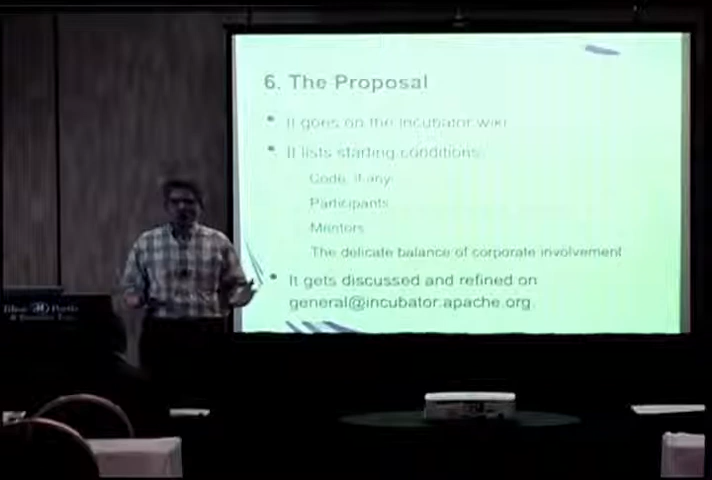 6. The Proposal
It goes on the incubator wiki
It lists starting conditions:
Code, if any
Participants
Mentors
The delicate balance of corporate involvement
It gets discussed and refined on
general@incubator.apache.org.